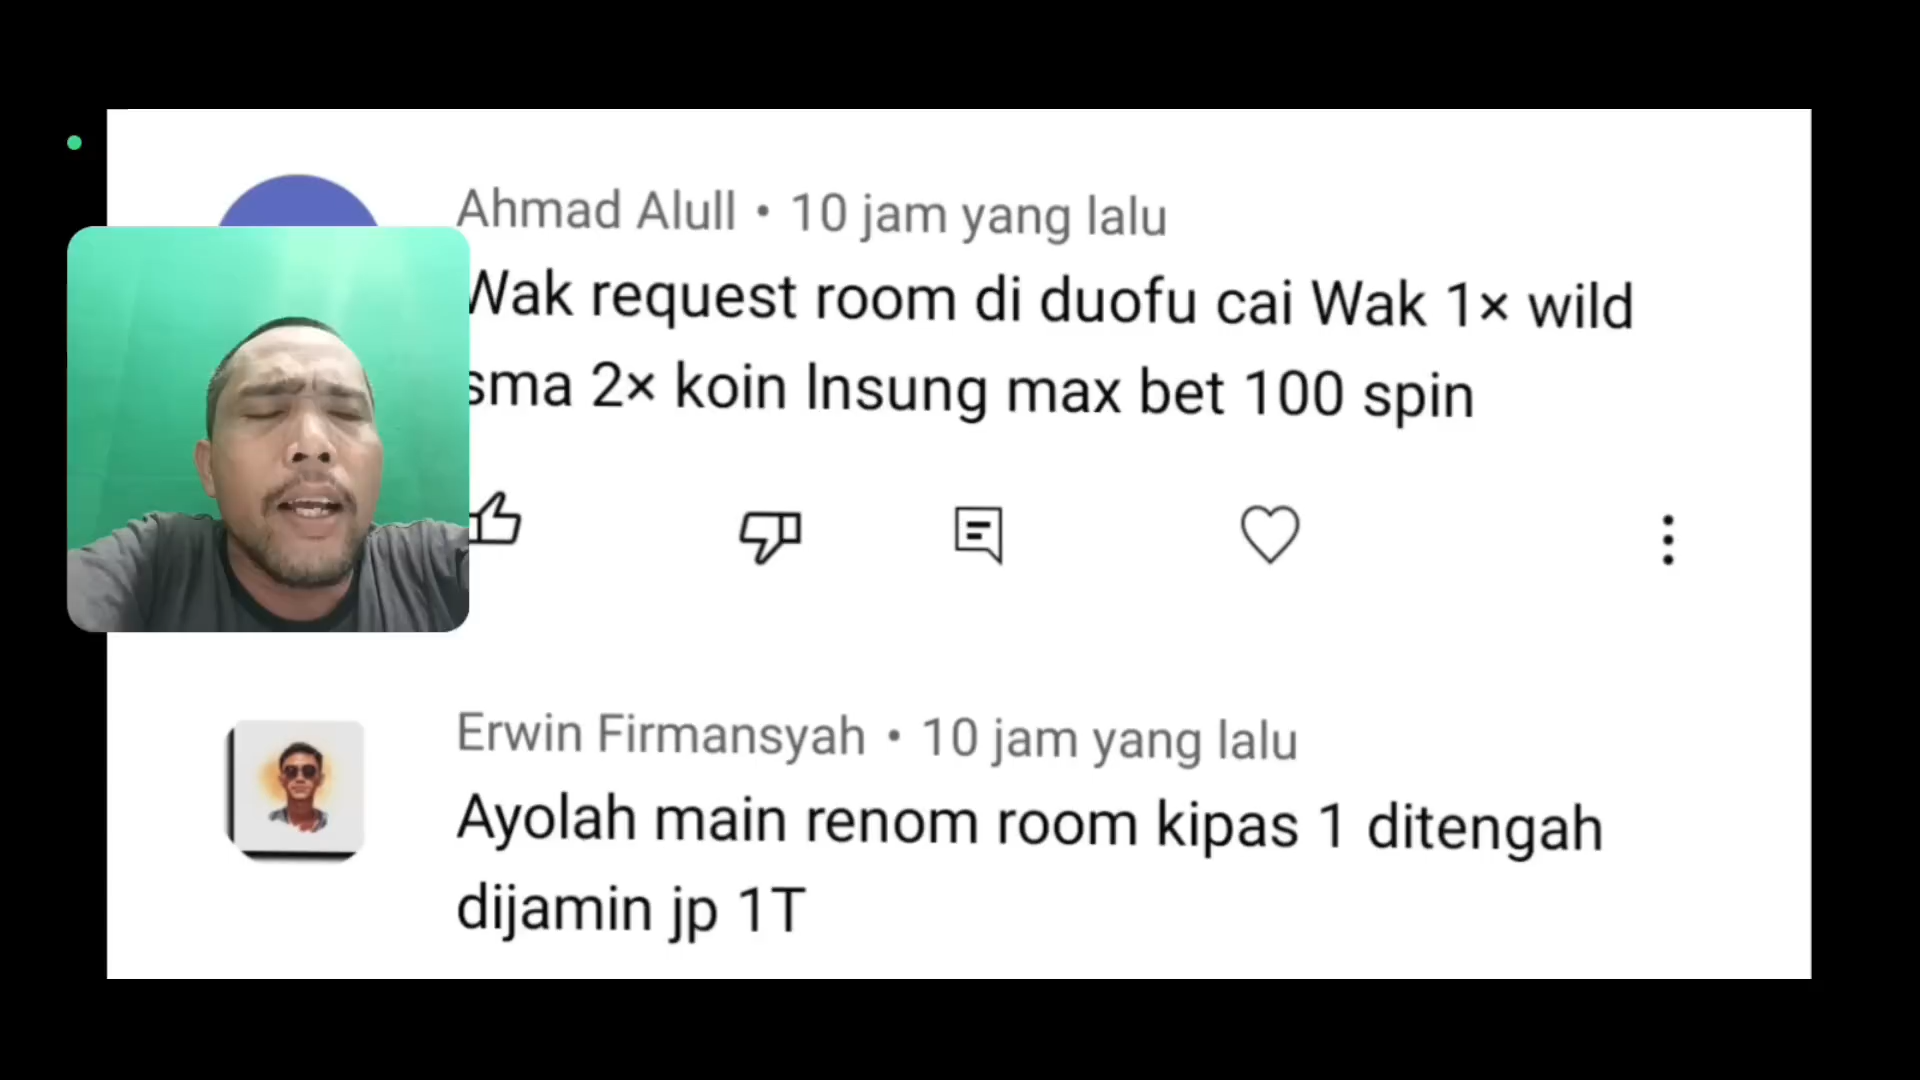 Ahmad Alull • 10 jam yang lalu
Wak request room di duofu cai Wak 1× wild
sma 2× koin lnsung max bet 100 spin
Erwin Firmansyah • 10 jam yang lalu
Ayolah main renom room kipas 1 ditengah
dijamin jp 1T